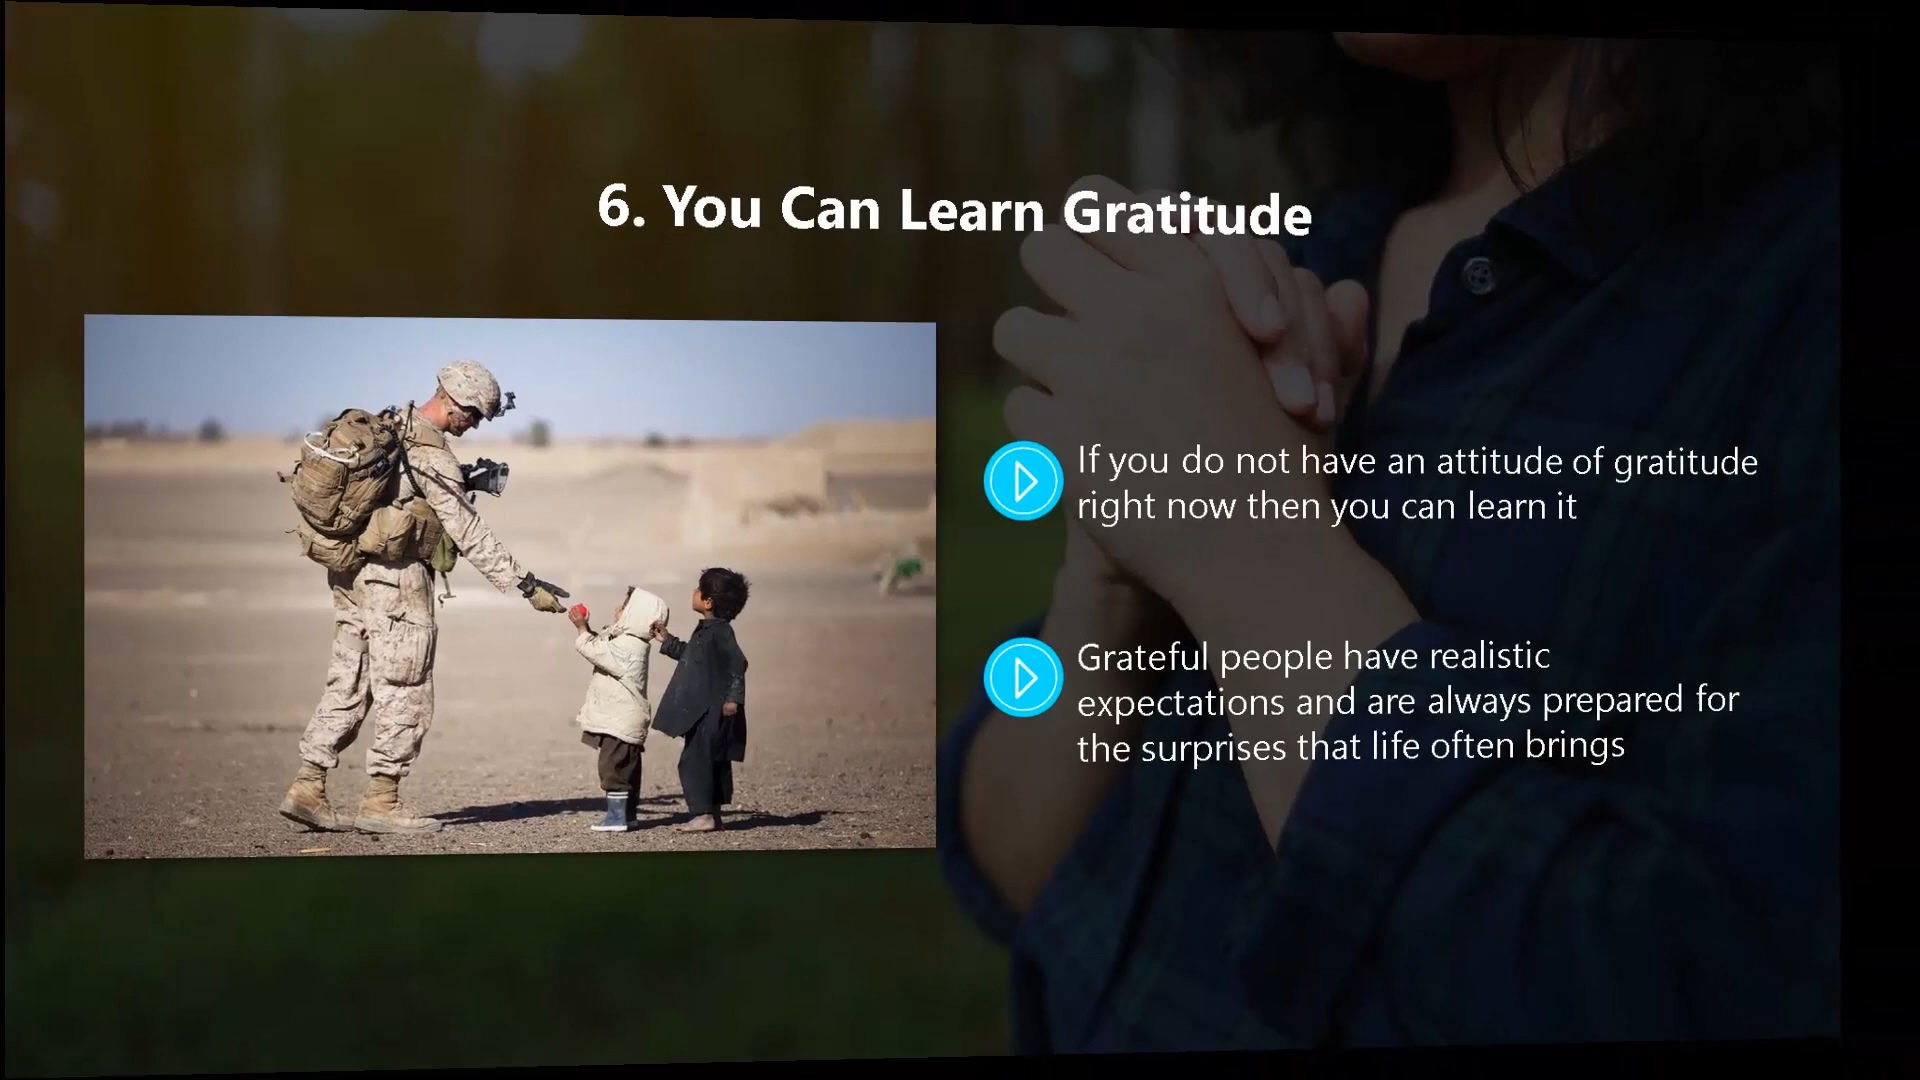 6. You Can Learn Gratitude
If you do not have an attitude of gratitude
right now then you can learn it
Grateful people have realistic
expectations and are always prepared for
the surprises that life often brings